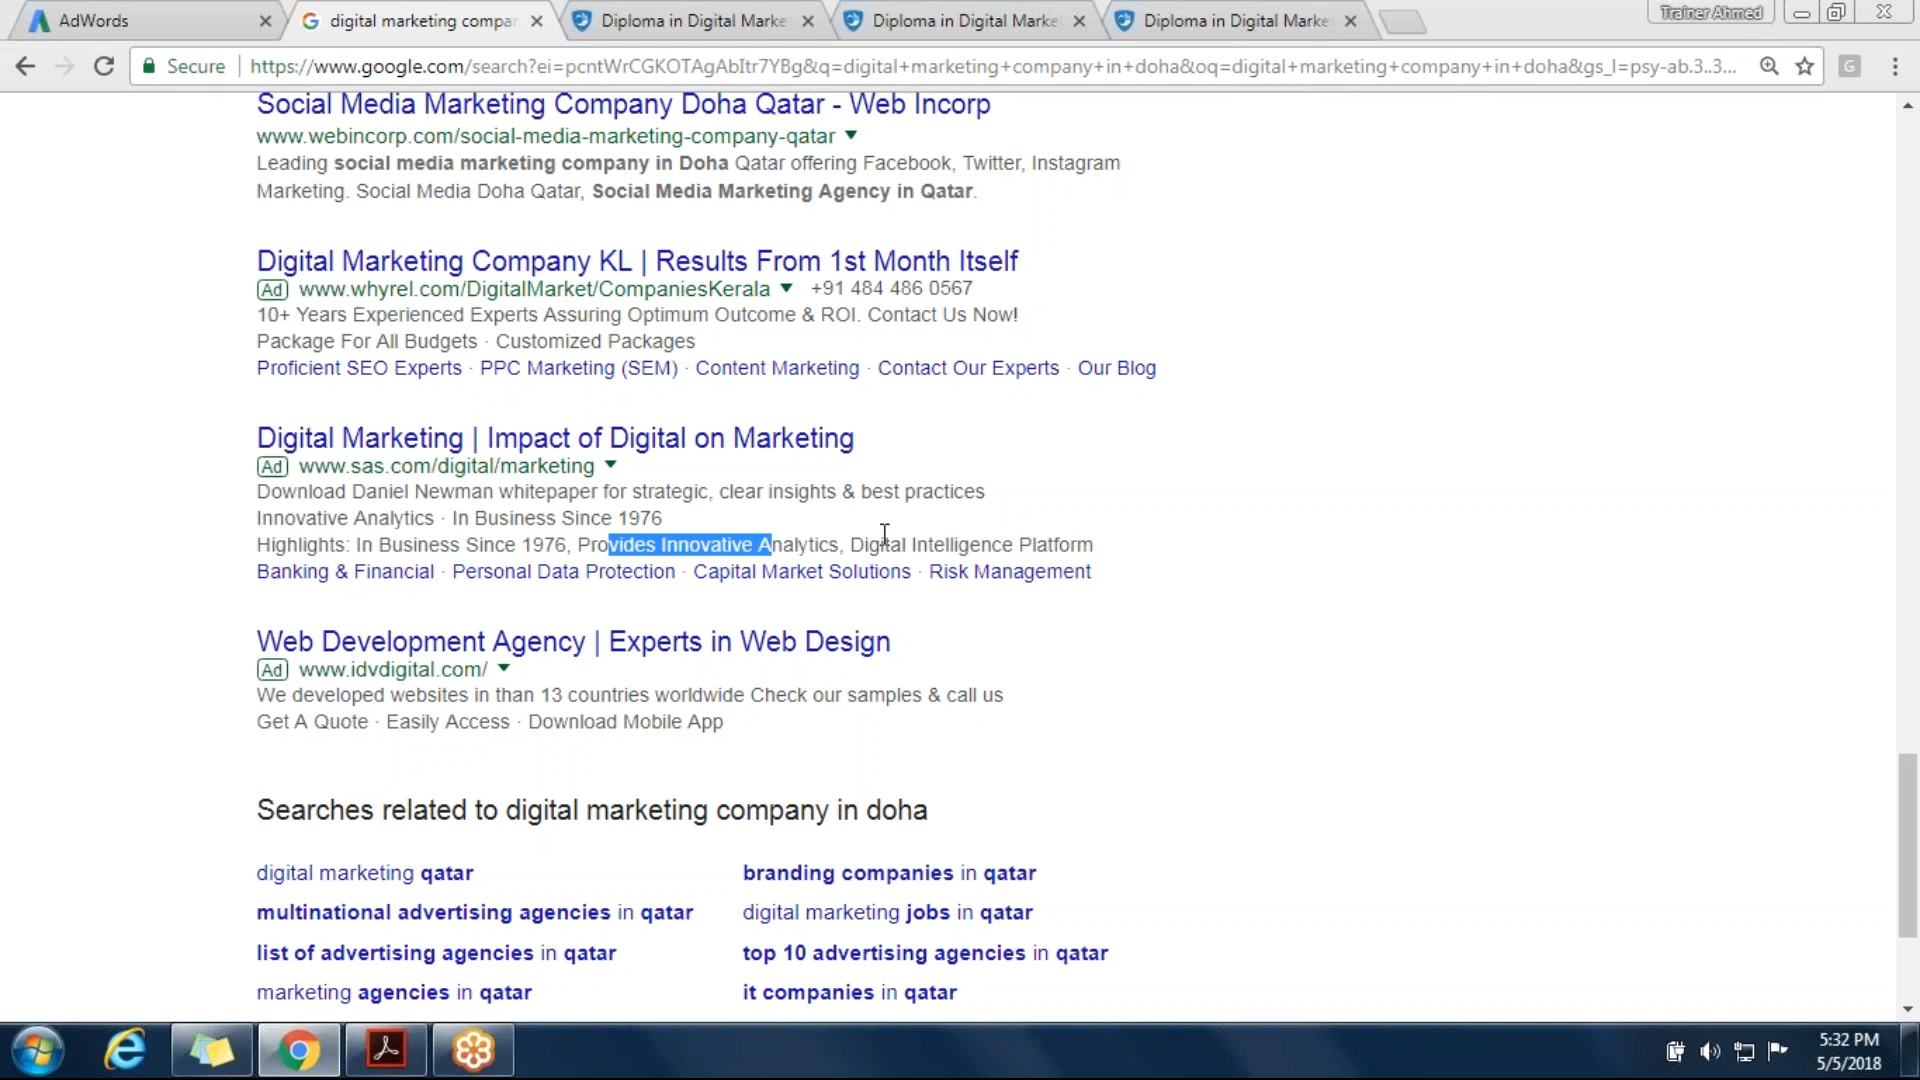 AdWords
digital marketing compan
Diploma in Digital Marke
Diploma in Digital Marke
Diploma in Digital Marke
Trainer Ahmed
Secure
https://www.google.com/search?ei=pcntWrCGKOTAgAbItr7YBg&q=digital+marketing+company+in+doha&oq=digital+marketing+company+in+doha&gs_l=psy-ab.3..3...
Social Media Marketing Company Doha Qatar - Web Incorp
www.webincorp.com/social-media-marketing-company-qatar
Leading social media marketing company in Doha Qatar offering Facebook, Twitter, Instagram
Marketing. Social Media Doha Qatar, Social Media Marketing Agency in Qatar.
Digital Marketing Company KL | Results From 1st Month Itself
Ad www.whyrel.com/DigitalMarket/CompaniesKerala +91 484 486 0567
10+ Years Experienced Experts Assuring Optimum Outcome & ROI. Contact Us Now!
Package For All Budgets · Customized Packages
Proficient SEO Experts · PPC Marketing (SEM) · Content Marketing · Contact Our Experts · Our Blog
Digital Marketing | Impact of Digital on Marketing
Ad www.sas.com/digital/marketing
Download Daniel Newman whitepaper for strategic, clear insights & best practices
Innovative Analytics · In Business Since 1976
Highlights: In Business Since 1976, Provides Innovative Analytics, Digital Intelligence Platform
Banking & Financial · Personal Data Protection · Capital Market Solutions · Risk Management
Web Development Agency | Experts in Web Design
Ad www.idvdigital.com/
We developed websites in than 13 countries worldwide Check our samples & call us
Get A Quote · Easily Access · Download Mobile App
Searches related to digital marketing company in doha
digital marketing qatar
branding companies in qatar
multinational advertising agencies in qatar
digital marketing jobs in qatar
list of advertising agencies in qatar
top 10 advertising agencies in qatar
marketing agencies in qatar
it companies in qatar
5:32 PM
5/5/2018